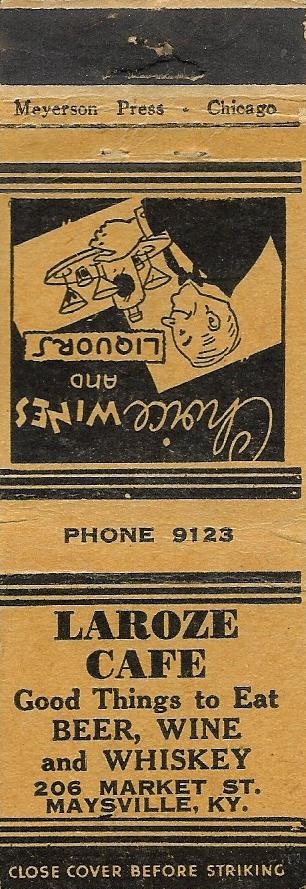 Meyerson Press - Chicago
Choice WINES
AND
LIQUORS
PHONE 9123
LAROZE
CAFE
Good Things to Eat
BEER, WINE
and WHISKEY
206 MARKET ST.
MAYSVILLE, KY.
CLOSE COVER BEFORE STRIKING